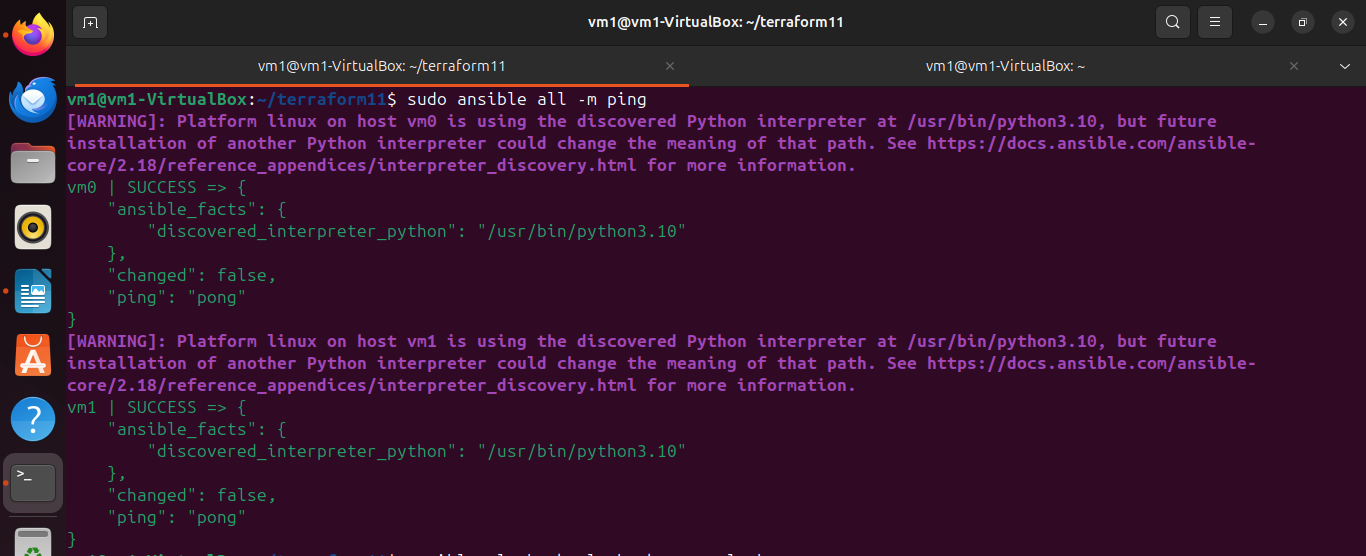 vm1@vm1-VirtualBox: ~/terraform11
vm1@vm1-VirtualBox: ~/terraform11
vm1@vm1-VirtualBox: ~
vm1@vm1-VirtualBox:~/terraform11$ sudo ansible all -m ping
[WARNING]: Platform linux on host vm0 is using the discovered Python interpreter at /usr/bin/python3.10, but future
installation of another Python interpreter could change the meaning of that path. See https://docs.ansible.com/ansible-
core/2.18/reference_appendices/interpreter_discovery.html for more information.
vm0 | SUCCESS => {
    "ansible_facts": {
        "discovered_interpreter_python": "/usr/bin/python3.10"
    },
    "changed": false,
    "ping": "pong"
}
[WARNING]: Platform linux on host vm1 is using the discovered Python interpreter at /usr/bin/python3.10, but future
installation of another Python interpreter could change the meaning of that path. See https://docs.ansible.com/ansible-
core/2.18/reference_appendices/interpreter_discovery.html for more information.
vm1 | SUCCESS => {
    "ansible_facts": {
        "discovered_interpreter_python": "/usr/bin/python3.10"
    },
    "changed": false,
    "ping": "pong"
}